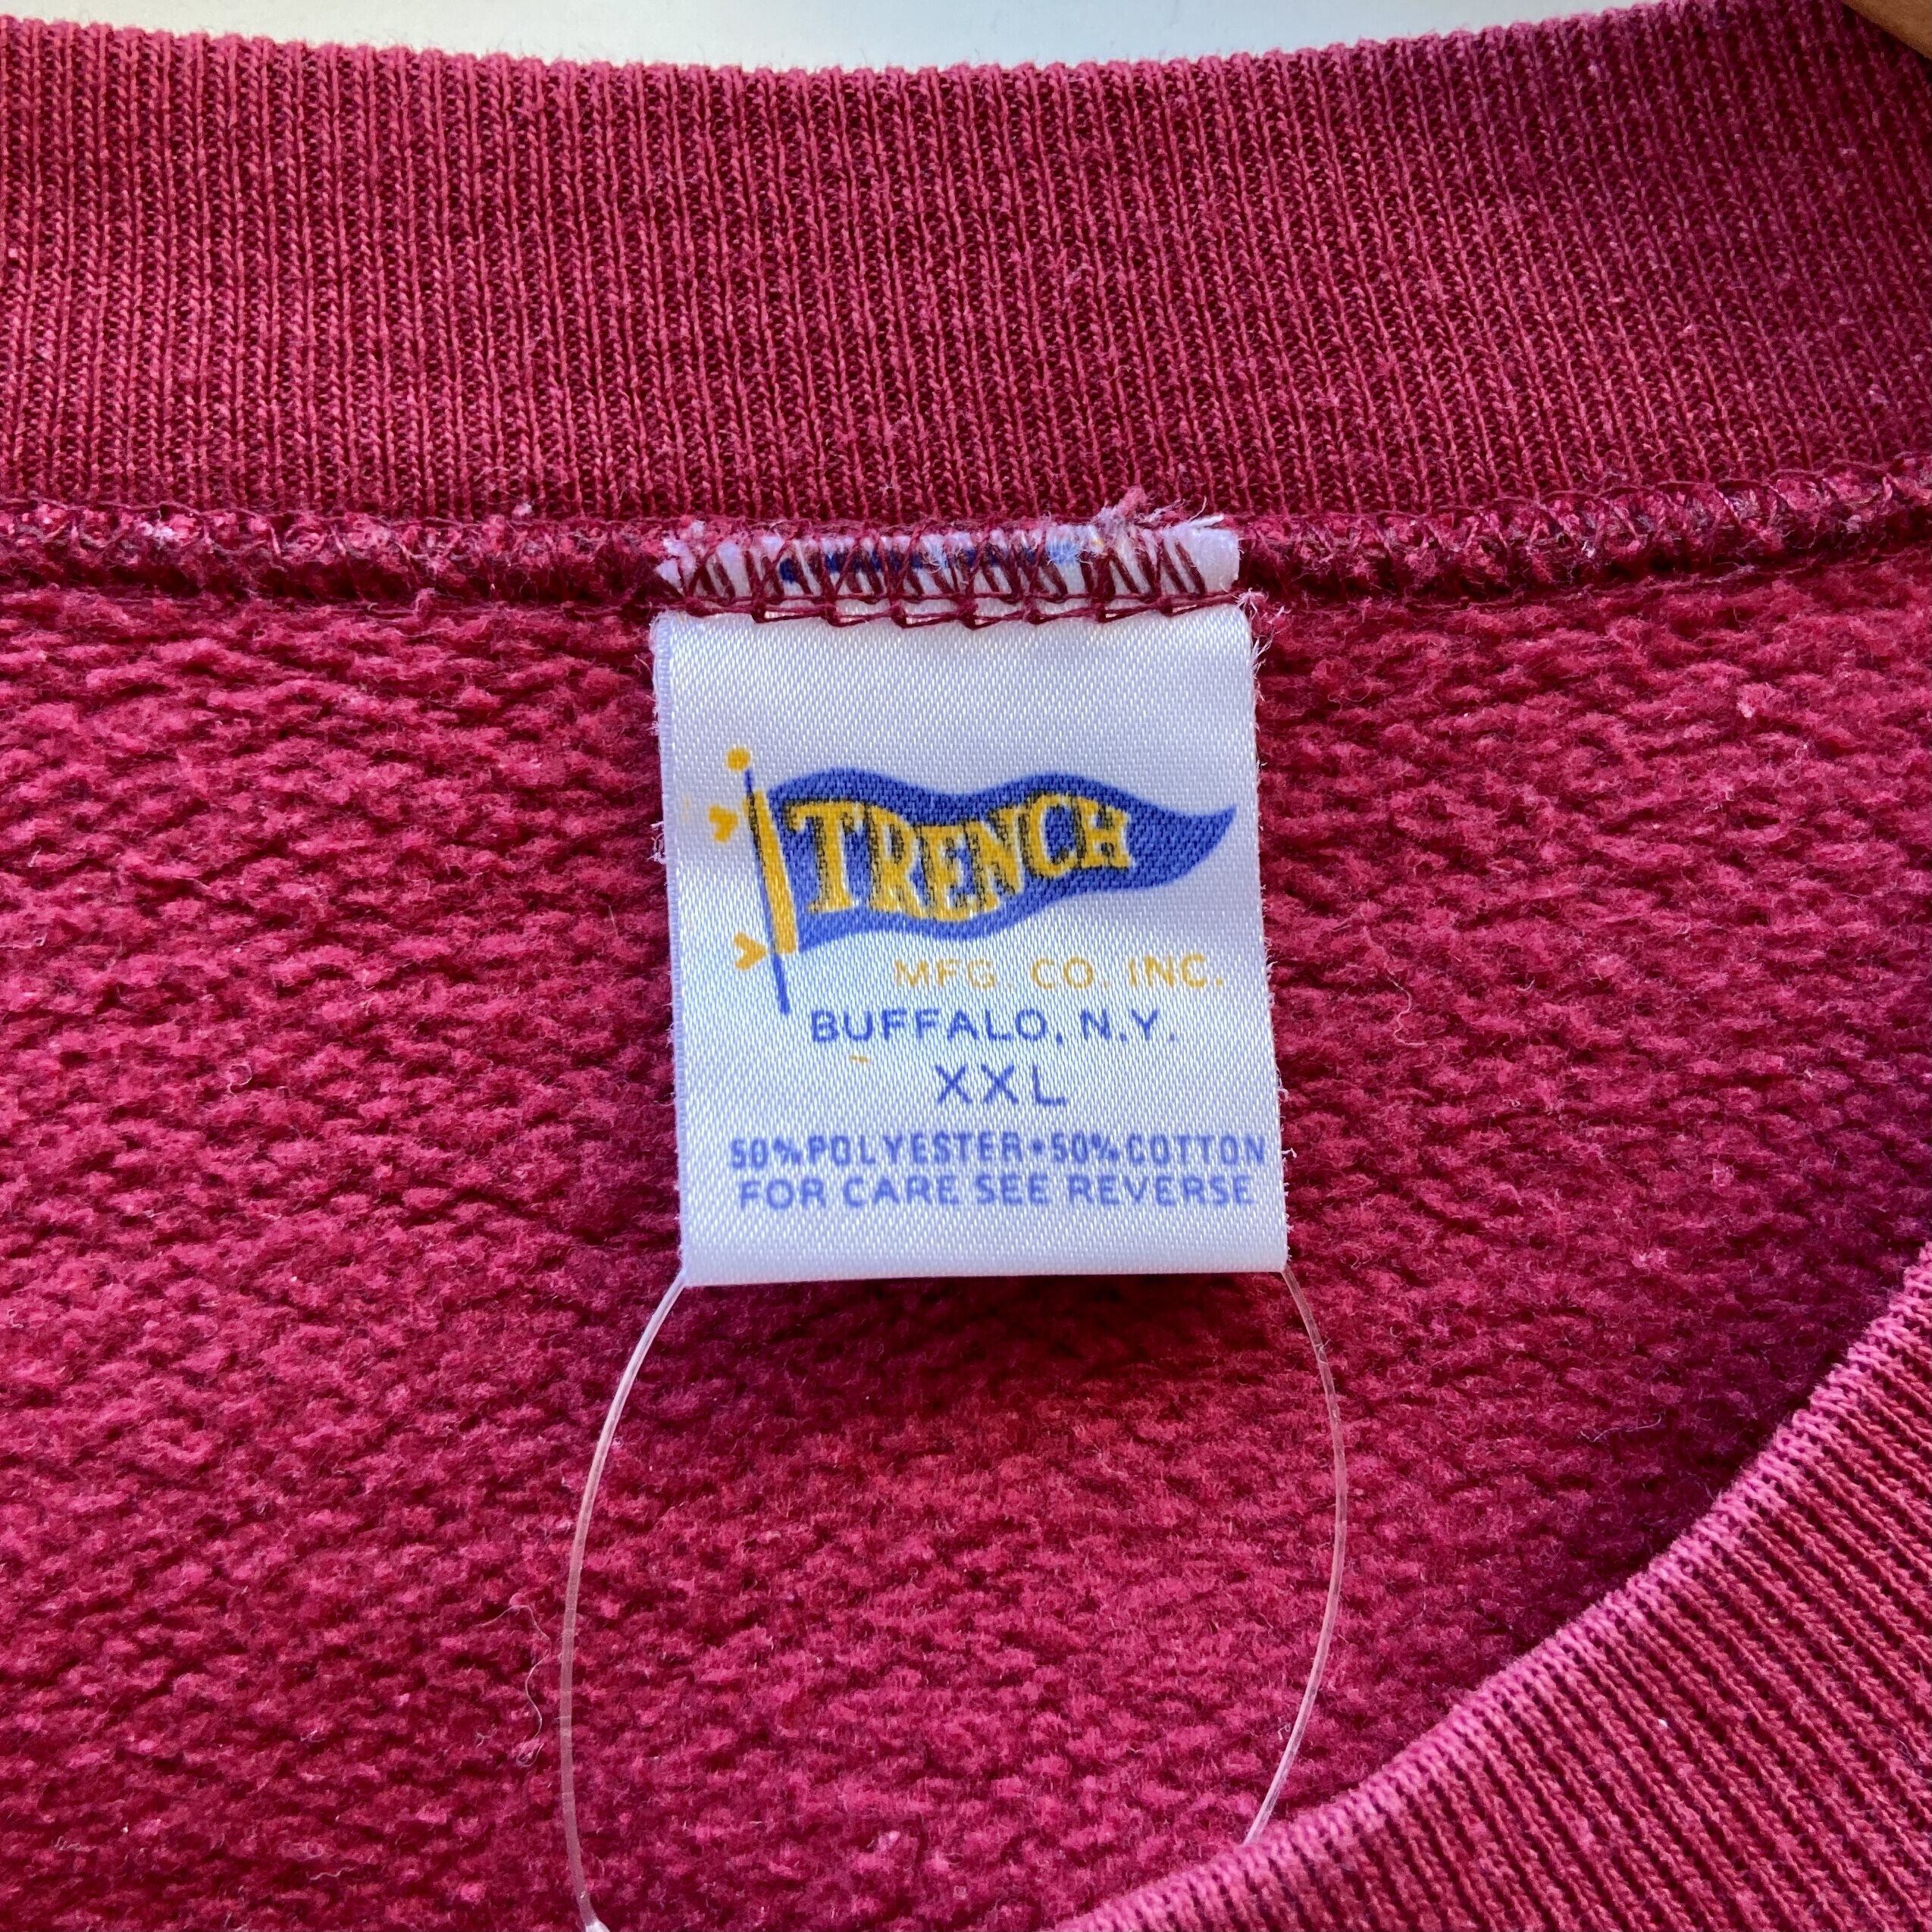 TRENCH
MFG. CO. INC.
BUFFALO, N.Y.
XXL
50% POLYESTER•50% COTTON
FOR CARE SEE REVERSE